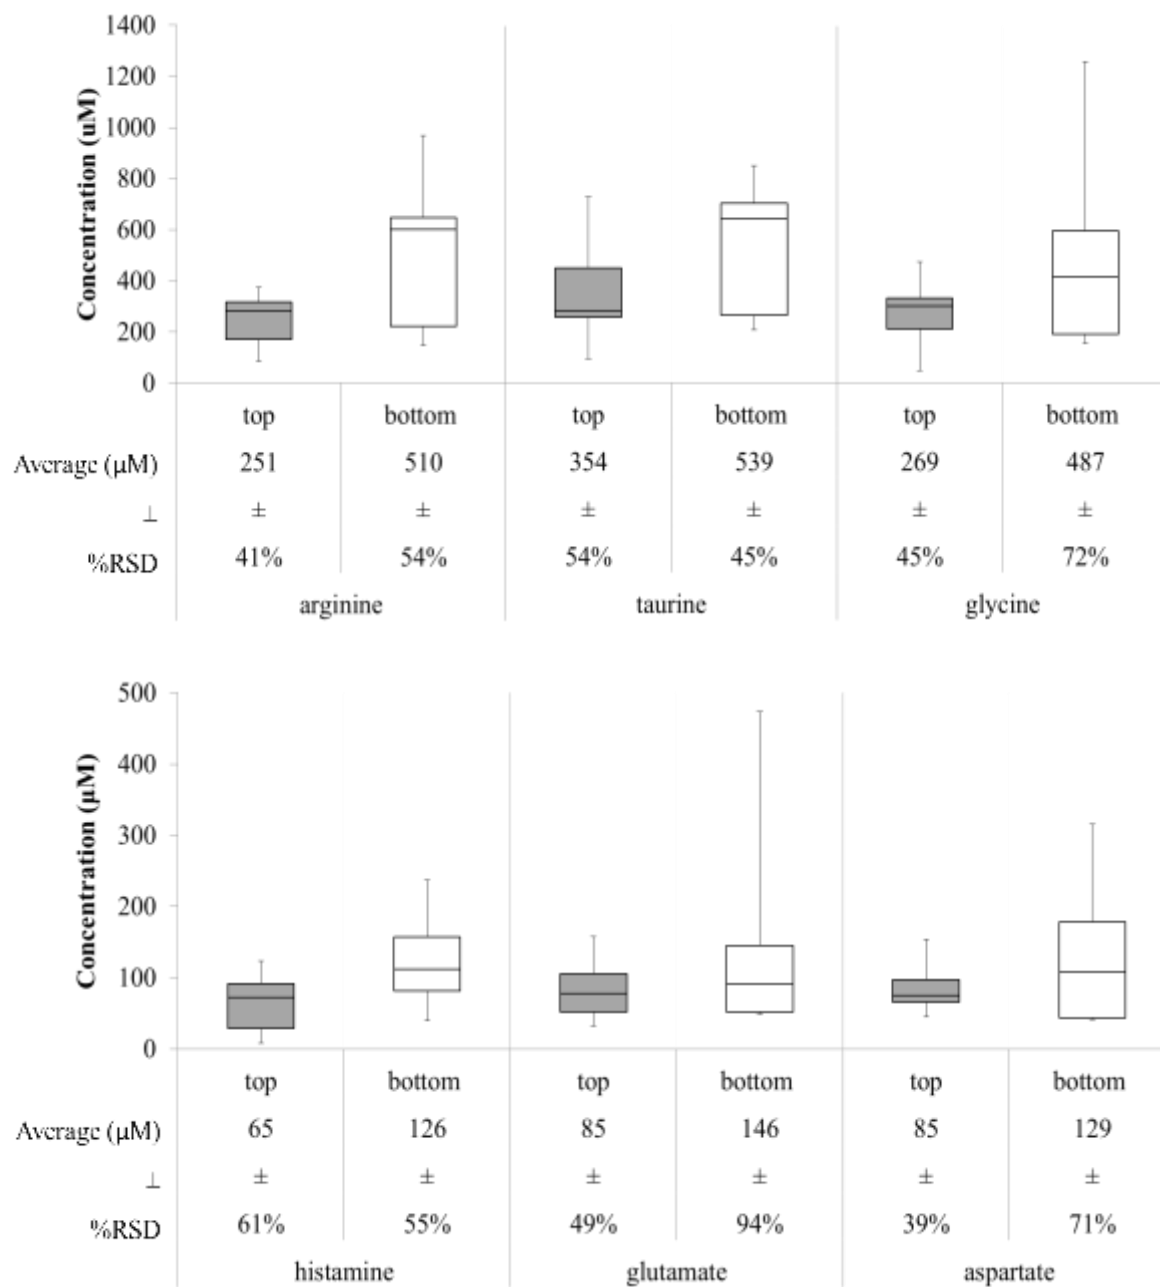 1400
1200
1000
800
600
400
200
0
Concentration (uM)
top bottom top bottom top bottom
Average (µM) 251 510 354 539 269 487
± ± ± ± ± ± ±
%RSD 41% 54% 54% 45% 45% 72%
arginine taurine glycine
500
400
300
200
100
0
Concentration (µM)
top bottom top bottom top bottom
Average (µM) 65 126 85 146 85 129
± ± ± ± ± ± ±
%RSD 61% 55% 49% 94% 39% 71%
histamine glutamate aspartate